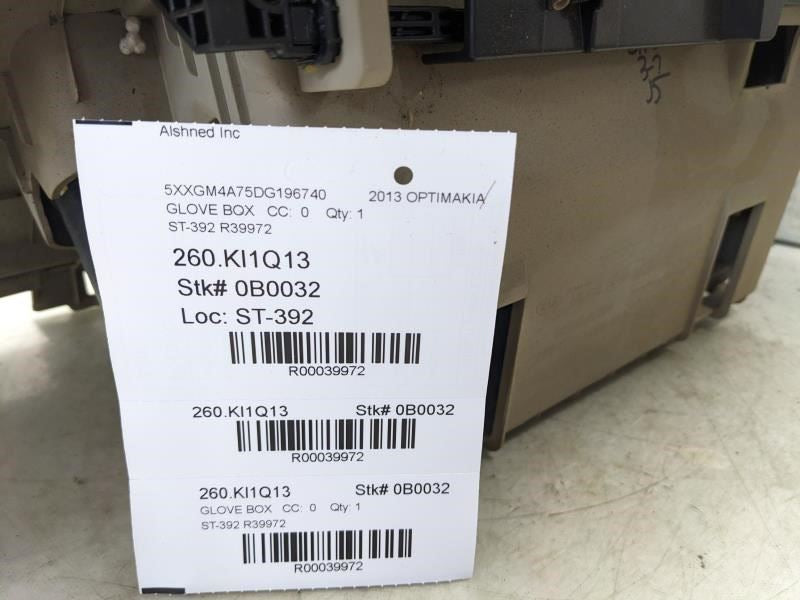 3-7
Alshned Inc
5XXGM4A75DG196740 2013 OPTIMAKIA
GLOVE BOX CC: 0 Qty: 1
ST-392 R39972
260.KI1Q13
Stk# 0B0032
Loc: ST-392
R00039972
260.KI1Q13 Stk# 0B0032
R00039972
260.KI1Q13 Stk# 0B0032
GLOVE BOX CC: 0 Qty: 1
ST-392 R39972
R00039972